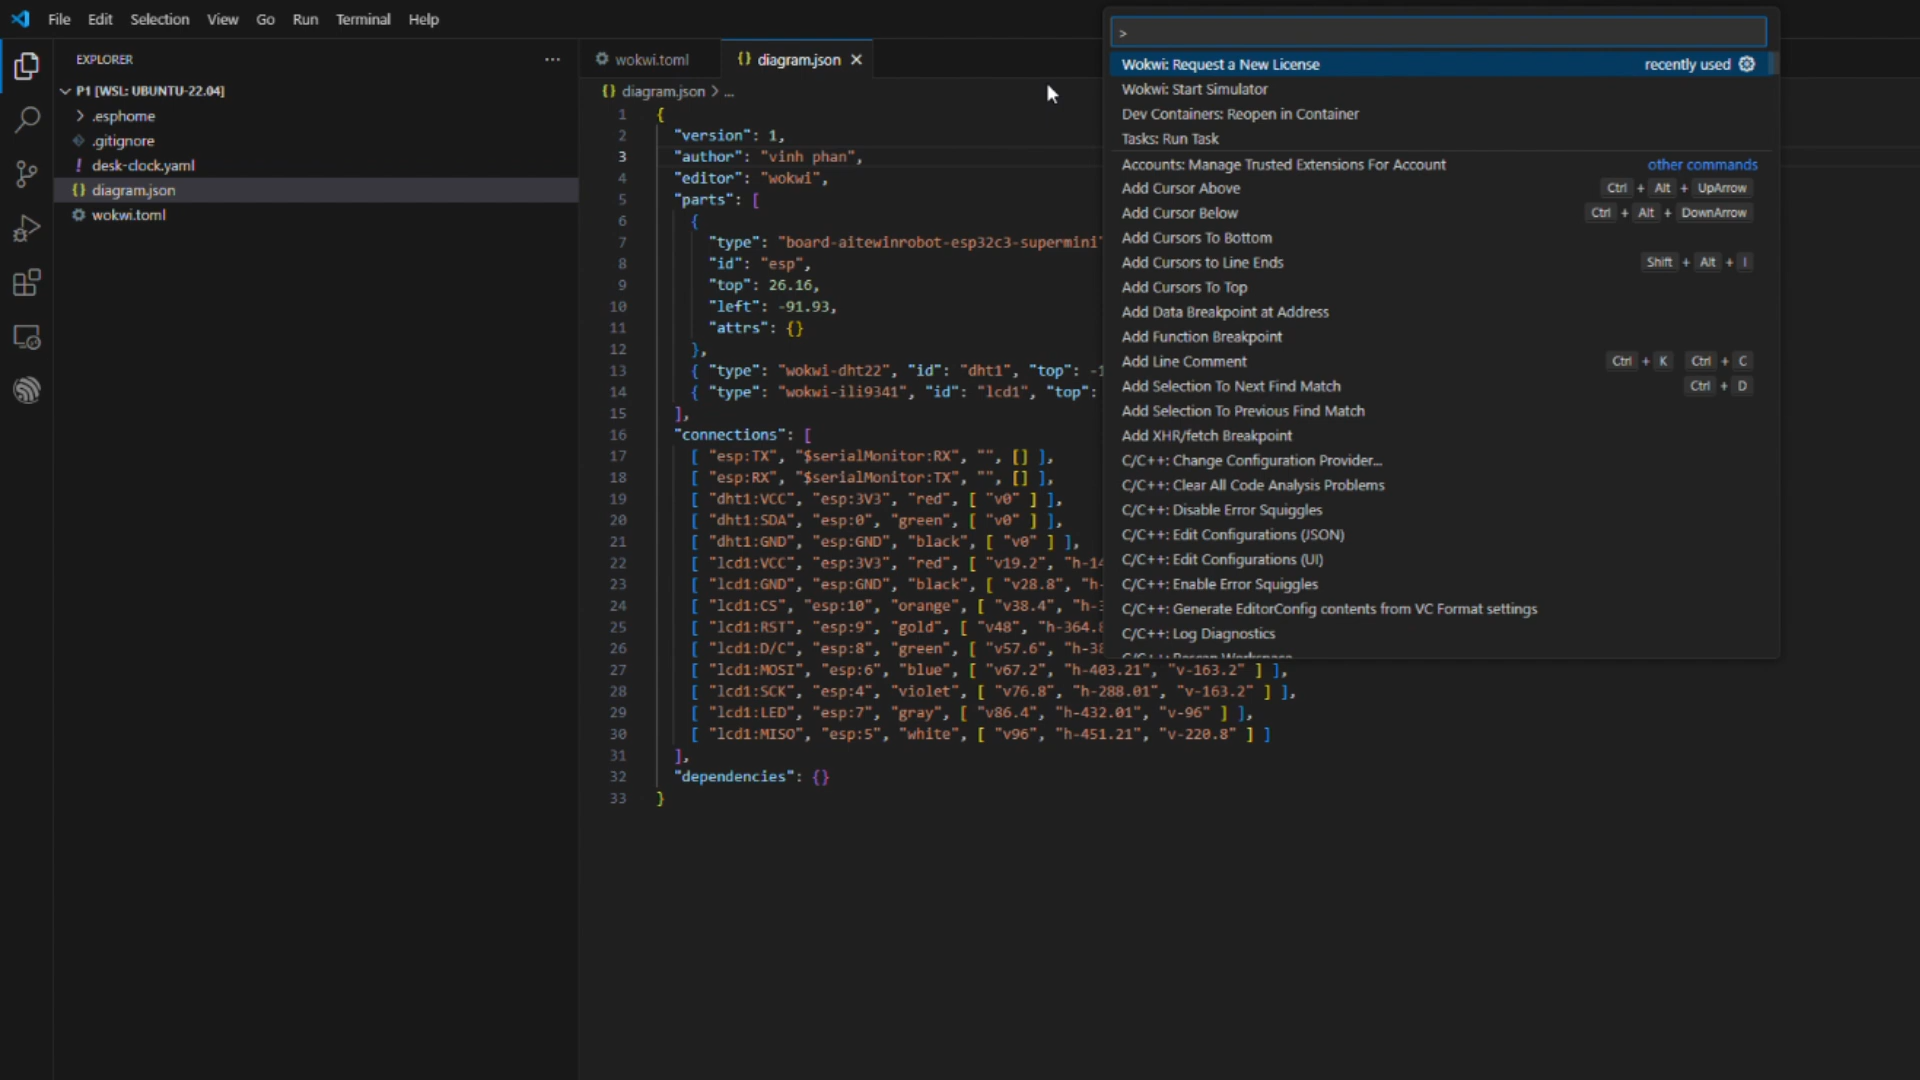 File Edit Selection View Go Run Terminal Help
EXPLORER
P1 [WSL: UBUNTU-22.04]
.esphome
.gitignore
! desk-clock.yaml
{} diagram.json
wokwi.toml
wokwi.toml
{} diagram.json
{} diagram.json > ...
1 {
2 "version": 1,
3 "author": "vinh phan",
4 "editor": "wokwi",
5 "parts": [
6 {
7 "type": "board-aitewinrobot-esp32c3-supermini"
8 "id": "esp",
9 "top": 26.16,
10 "left": -91.93,
11 "attrs": {}
12 },
13 { "type": "wokwi-dht22", "id": "dht1", "top": -1
14 { "type": "wokwi-ili9341", "id": "lcd1", "top":
15 ],
16 "connections": [
17 [ "esp:TX", "$serialMonitor:RX", "", [] ],
18 [ "esp:RX", "$serialMonitor:TX", "", [] ],
19 [ "dht1:VCC", "esp:3V3", "red", [ "v0" ] ],
20 [ "dht1:SDA", "esp:0", "green", [ "v0" ] ],
21 [ "dht1:GND", "esp:GND", "black", [ "v0" ] ],
22 [ "lcd1:VCC", "esp:3V3", "red", [ "v19.2", "h-14
23 [ "lcd1:GND", "esp:GND", "black", [ "v28.8", "h-
24 [ "lcd1:CS", "esp:10", "orange", [ "v38.4", "h-3
25 [ "lcd1:RST", "esp:9", "gold", [ "v48", "h-364.8
26 [ "lcd1:D/C", "esp:8", "green", [ "v57.6", "h-38
27 [ "lcd1:MOSI", "esp:6", "blue", [ "v67.2", "h-403.21", "v-163.2" ] ],
28 [ "lcd1:SCK", "esp:4", "violet", [ "v76.8", "h-288.01", "v-163.2" ] ],
29 [ "lcd1:LED", "esp:7", "gray", [ "v86.4", "h-432.01", "v-96" ] ],
30 [ "lcd1:MISO", "esp:5", "white", [ "v96", "h-451.21", "v-220.8" ] ]
31 ],
32 "dependencies": {}
33 }
>
Wokwi: Request a New License recently used
Wokwi: Start Simulator
Dev Containers: Reopen in Container
Tasks: Run Task
Accounts: Manage Trusted Extensions For Account other commands
Add Cursor Above Ctrl + Alt + UpArrow
Add Cursor Below Ctrl + Alt + DownArrow
Add Cursors To Bottom
Add Cursors to Line Ends Shift + Alt + I
Add Cursors To Top
Add Data Breakpoint at Address
Add Function Breakpoint
Add Line Comment Ctrl + K Ctrl + C
Add Selection To Next Find Match Ctrl + D
Add Selection To Previous Find Match
Add XHR/fetch Breakpoint
C/C++: Change Configuration Provider...
C/C++: Clear All Code Analysis Problems
C/C++: Disable Error Squiggles
C/C++: Edit Configurations (JSON)
C/C++: Edit Configurations (UI)
C/C++: Enable Error Squiggles
C/C++: Generate EditorConfig contents from VC Format settings
C/C++: Log Diagnostics
C/C++: Rescan Workspace